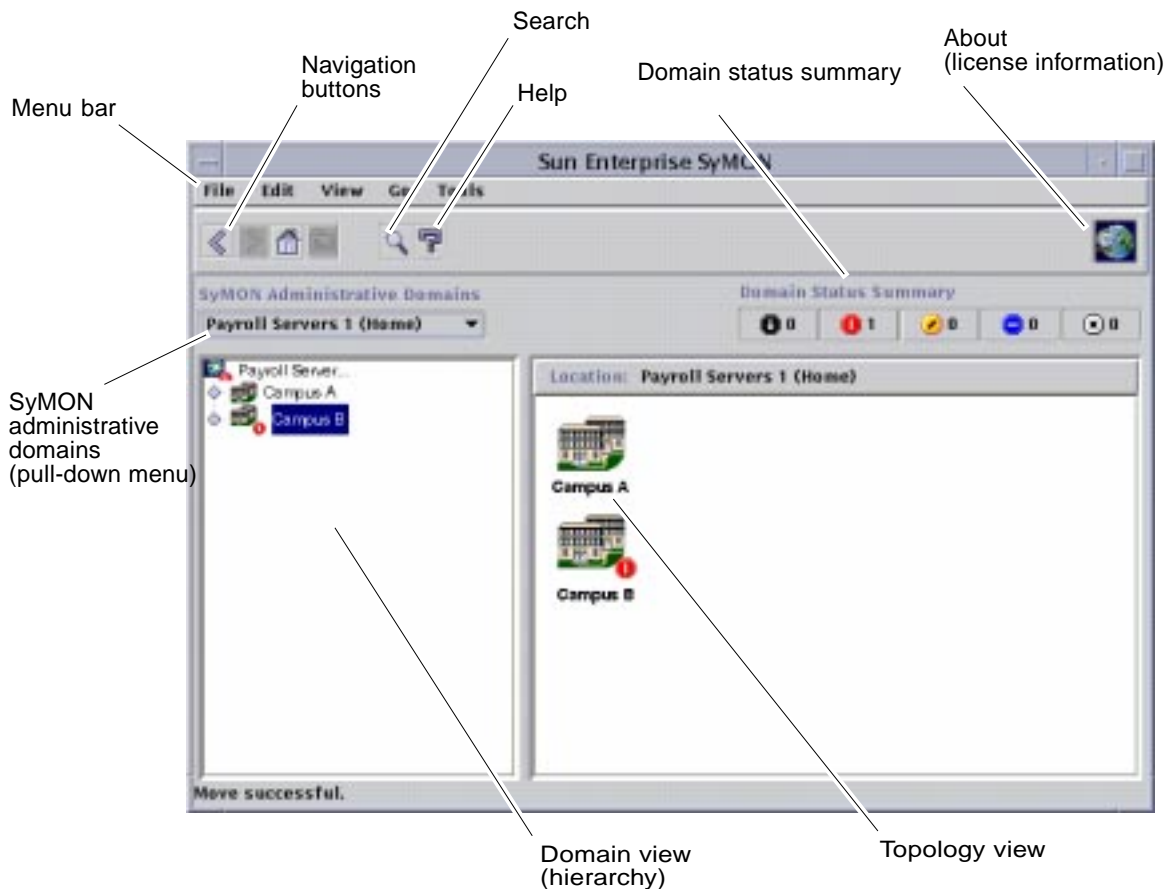 Search
About
(license information)
Navigation
buttons
Domain status summary
Help
Menu bar
Sun Enterprise SyMON
File Edit View Go Tools
SyMON Administrative Domains
Domain Status Summary
Payroll Servers 1 (Home)
0 1 0 0 0
Payroll Server...
Campus A
Campus B
Location: Payroll Servers 1 (Home)
SyMON
administrative
domains
(pull-down menu)
Campus A
Campus B
Move successful.
Domain view
(hierarchy)
Topology view